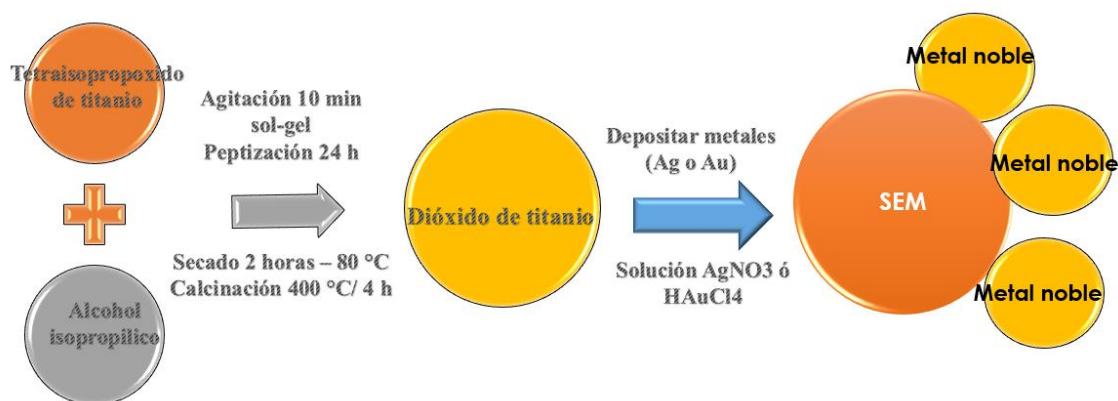 Tetraisopropoxido
de titanio
Alcohol
isopropílico
Agitación 10 min
sol-gel
Peptización 24 h
Secado 2 horas – 80 °C
Calcinación 400 °C/ 4 h
Dióxido de titanio
Depositar metales
(Ag o Au)
Solución AgNO3 ó
HAuCl4
SEM
Metal noble
Metal noble
Metal noble